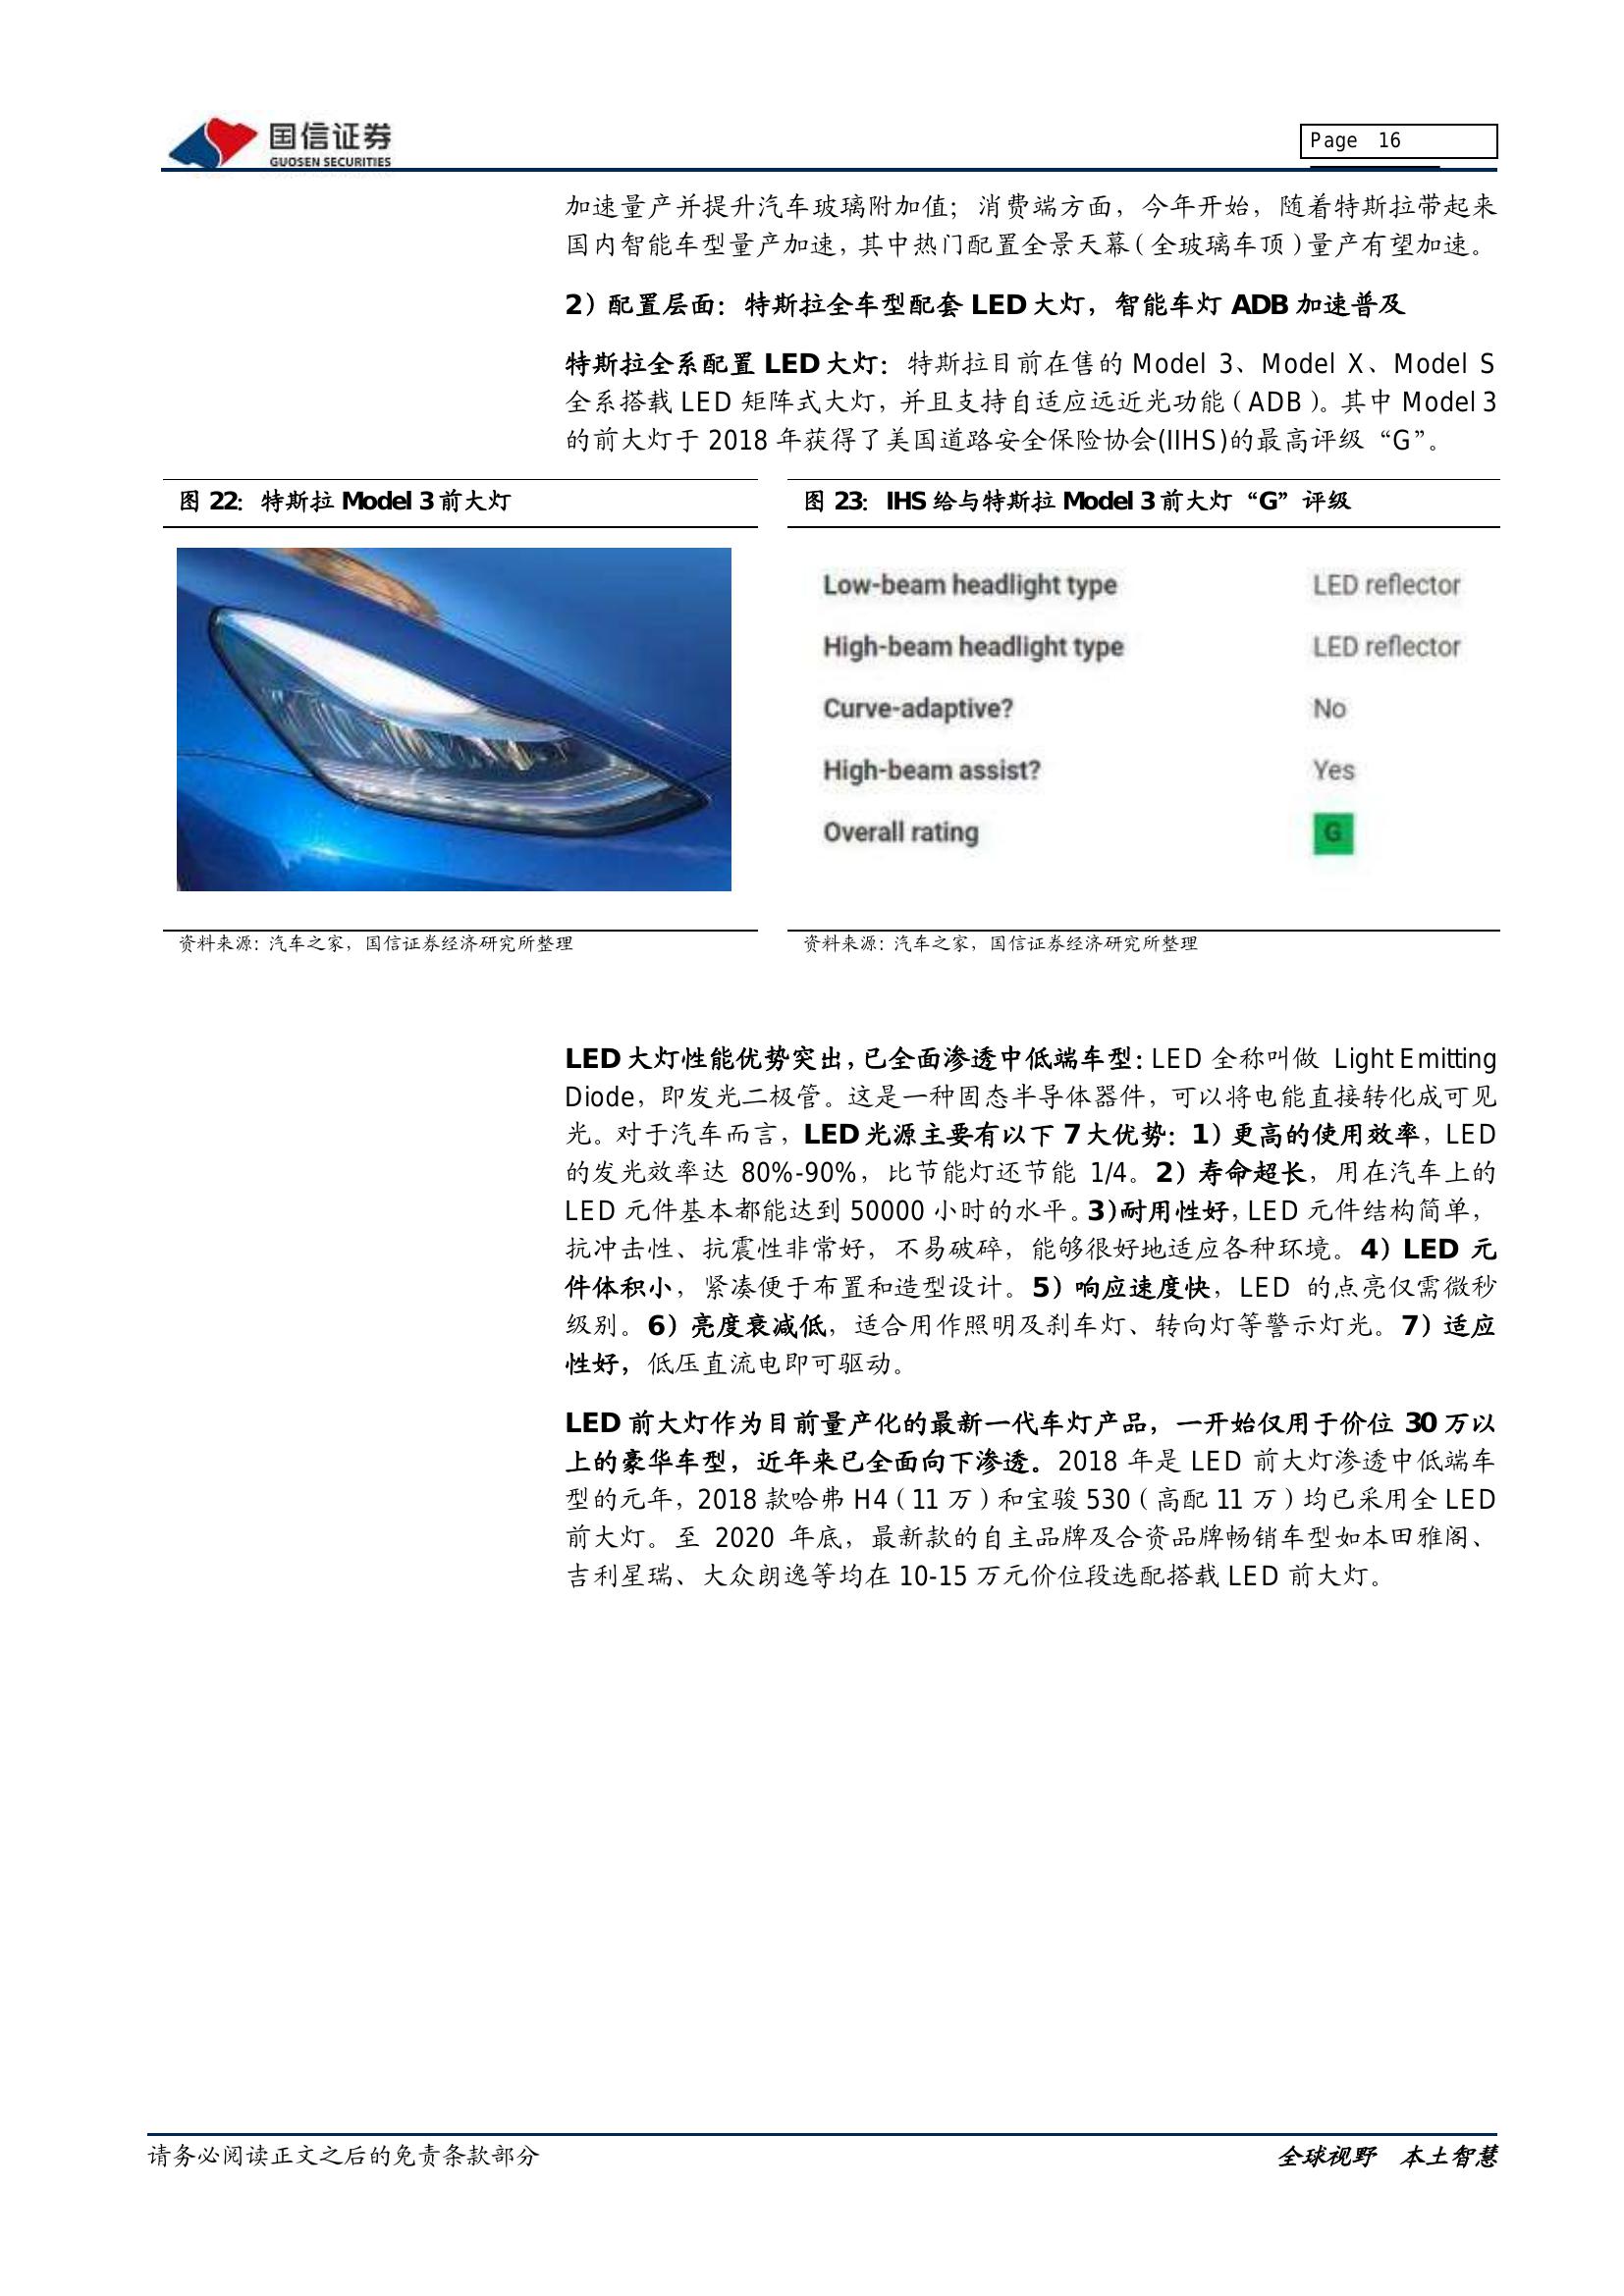 国信证券
GUOSEN SECURITIES
Page 16
加速量产并提升汽车玻璃附加值；消费端方面，今年开始，随着特斯拉带起来
国内智能车型量产加速，其中热门配置全景天幕（全玻璃车顶）量产有望加速。
2）配置层面：特斯拉全车型配套 LED 大灯，智能车灯 ADB 加速普及
特斯拉全系配置 LED 大灯：特斯拉目前在售的 Model 3、Model X、Model S
全系搭载 LED 矩阵式大灯，并且支持自适应远近光功能（ADB）。其中 Model 3
的前大灯于 2018 年获得了美国道路安全保险协会(IIHS)的最高评级“G”。
图 22：特斯拉 Model 3 前大灯
图 23：IHS 给与特斯拉 Model 3 前大灯“G”评级
Low-beam headlight type LED reflector
High-beam headlight type LED reflector
Curve-adaptive? No
High-beam assist? Yes
Overall rating G
资料来源：汽车之家，国信证券经济研究所整理
资料来源：汽车之家，国信证券经济研究所整理
LED 大灯性能优势突出，已全面渗透中低端车型：LED 全称叫做 Light Emitting
Diode，即发光二极管。这是一种固态半导体器件，可以将电能直接转化成可见
光。对于汽车而言，LED 光源主要有以下 7 大优势：1）更高的使用效率，LED
的发光效率达 80%-90%，比节能灯还节能 1/4。2）寿命超长，用在汽车上的
LED 元件基本都能达到 50000 小时的水平。3)耐用性好，LED 元件结构简单，
抗冲击性、抗震性非常好，不易破碎，能够很好地适应各种环境。4）LED 元
件体积小，紧凑便于布置和造型设计。5）响应速度快，LED 的点亮仅需微秒
级别。6）亮度衰减低，适合用作照明及刹车灯、转向灯等警示灯光。7）适应
性好，低压直流电即可驱动。
LED 前大灯作为目前量产化的最新一代车灯产品，一开始仅用于价位 30 万以
上的豪华车型，近年来已全面向下渗透。2018 年是 LED 前大灯渗透中低端车
型的元年，2018 款哈弗 H4（11 万）和宝骏 530（高配 11 万）均已采用全 LED
前大灯。至 2020 年底，最新款的自主品牌及合资品牌畅销车型如本田雅阁、
吉利星瑞、大众朗逸等均在 10-15 万元价位段选配搭载 LED 前大灯。
请务必阅读正文之后的免责条款部分
全球视野 本土智慧